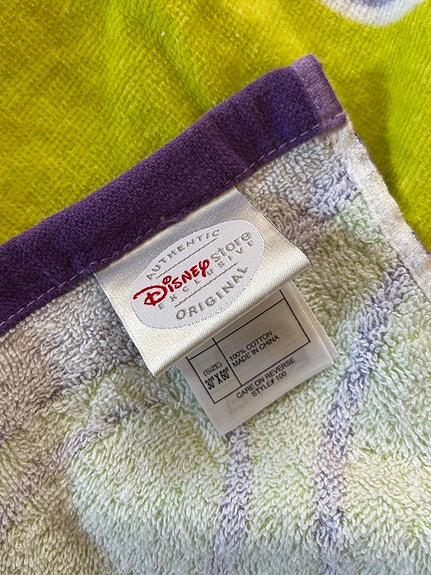 AUTHENTIC
Disney store
EXCLUSIVE
ORIGINAL
(SIZE)
30" X 60"
100% COTTON
MADE IN CHINA
CARE ON REVERSE
STYLE# 100